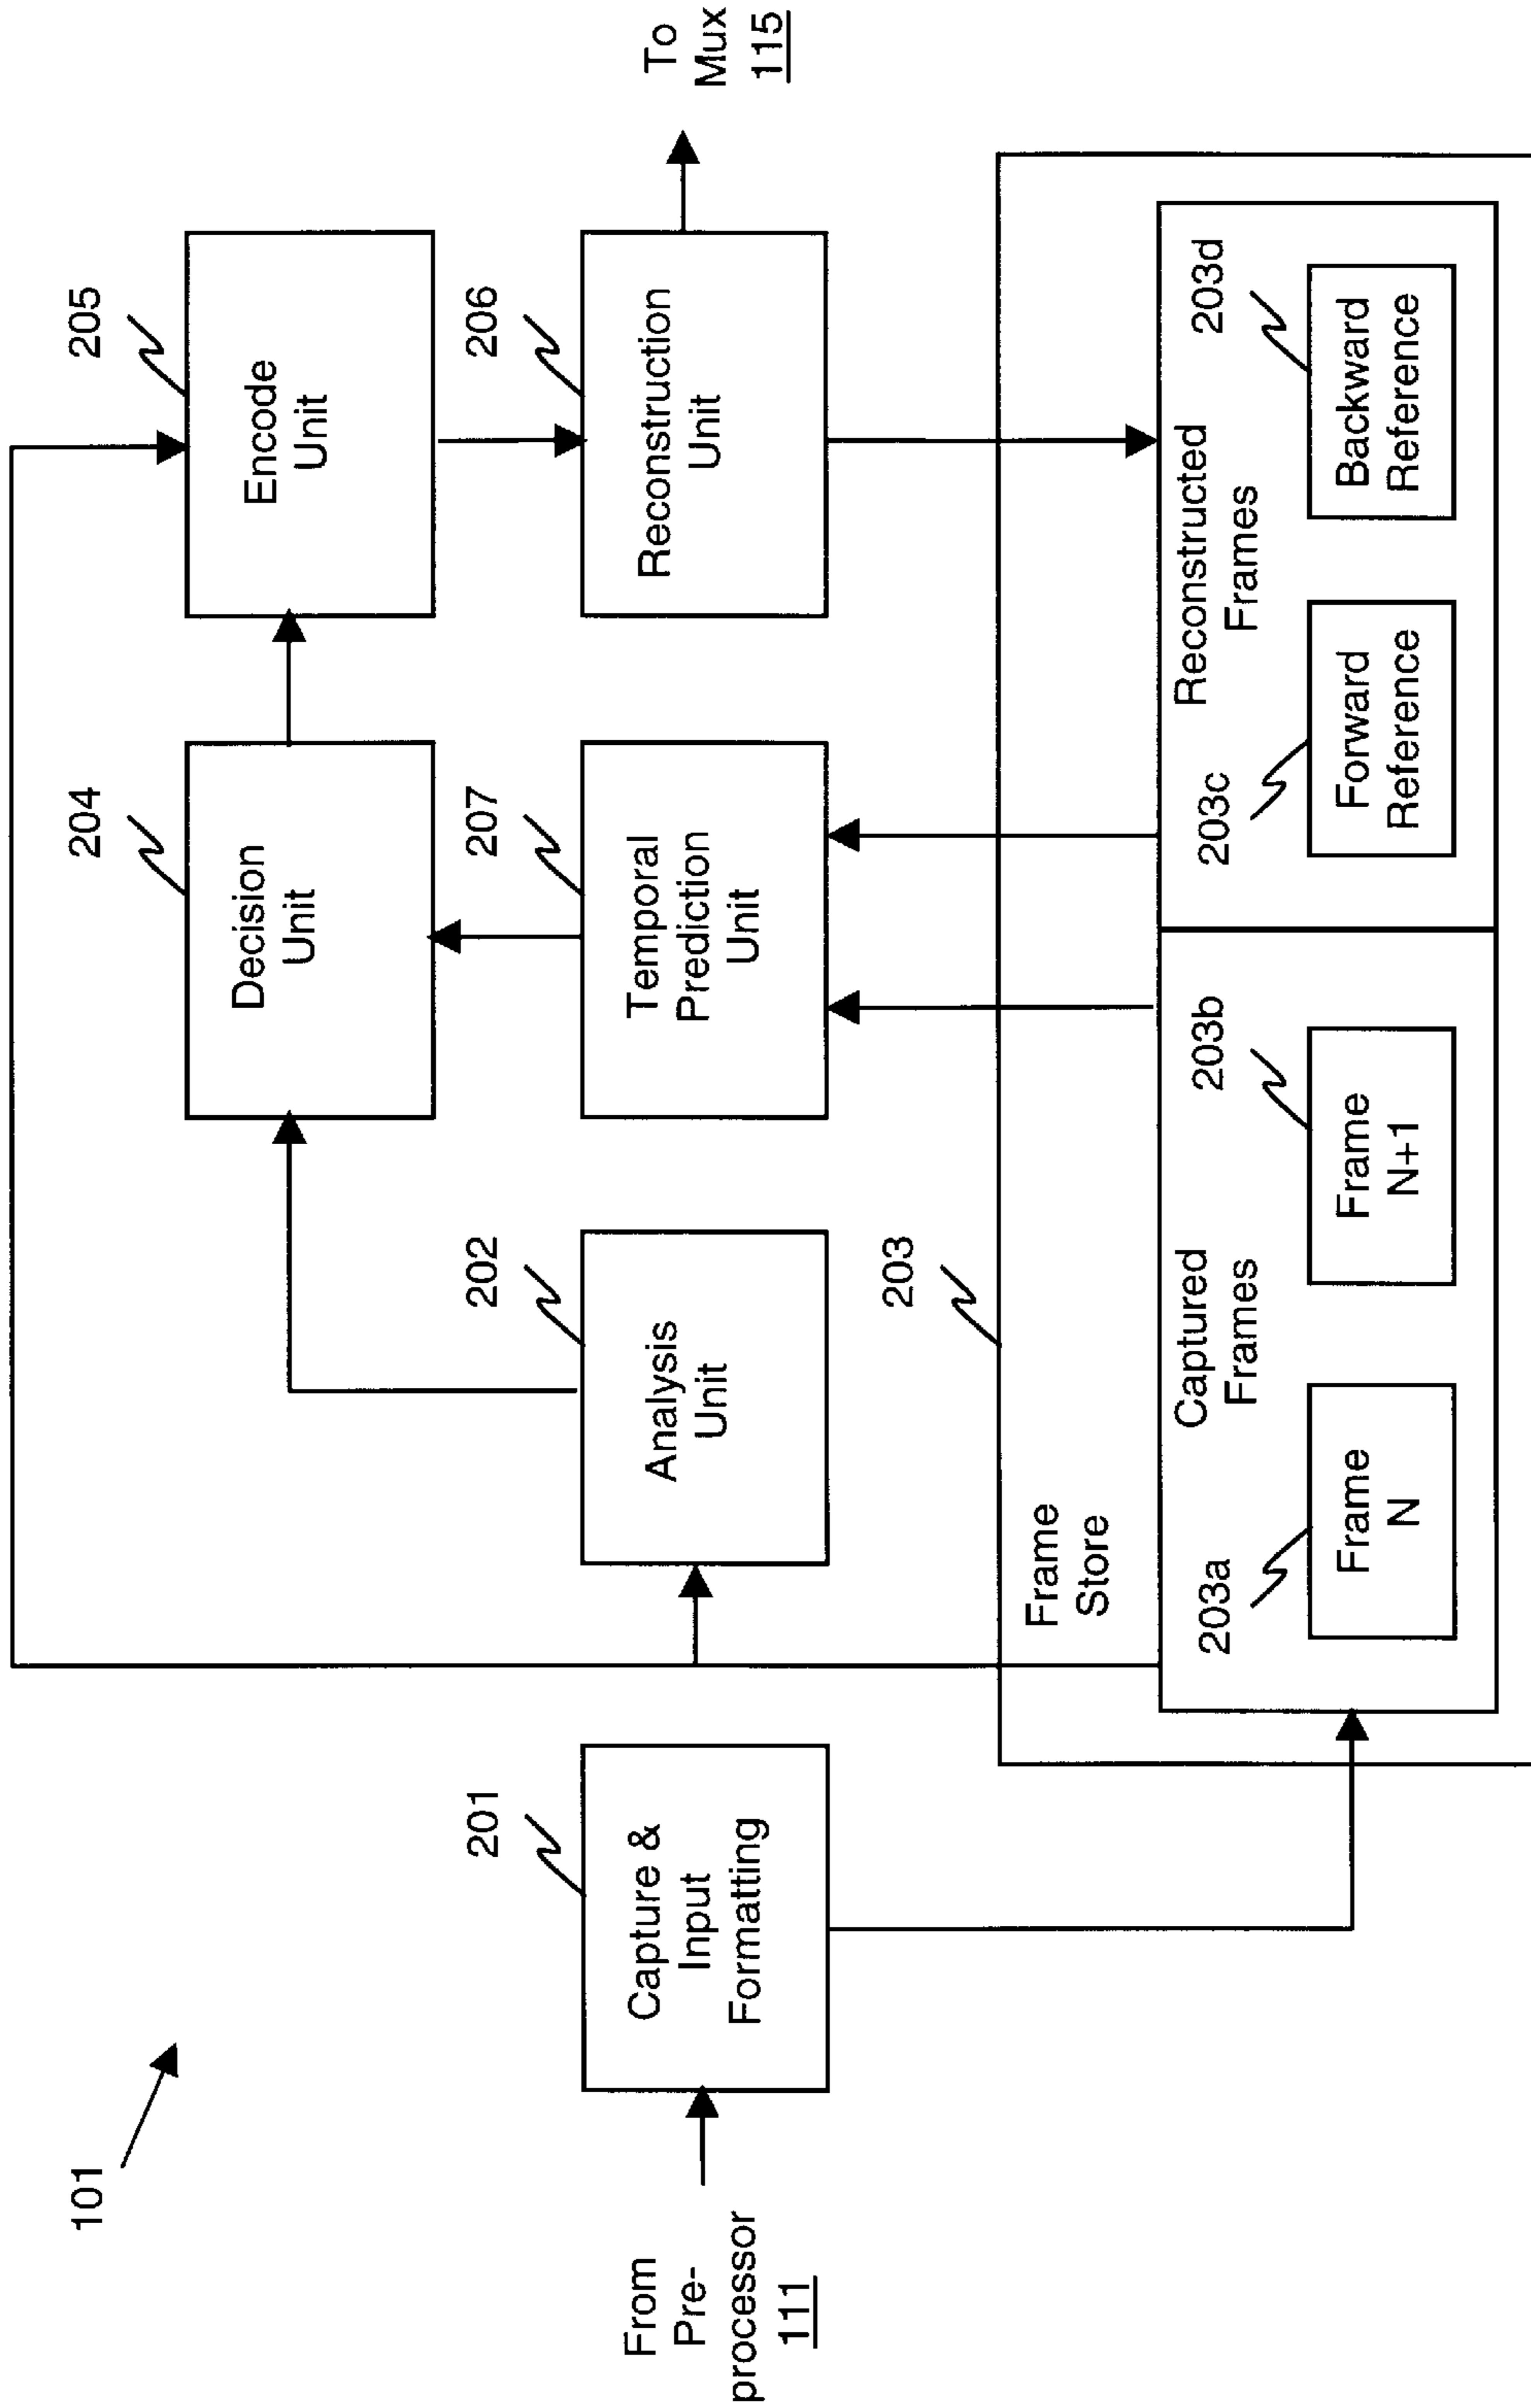 101
From
Pre-
processor
111
201
Capture &
Input
Formatting
202
Analysis
Unit
204
Decision
Unit
207
Temporal
Prediction
Unit
205
Encode
Unit
206
Reconstruction
Unit
To
Mux
115
203
Frame
Store
Captured
Frames
203a
Frame
N
203b
Frame
N+1
Reconstructed
Frames
203c
Forward
Reference
203d
Backward
Reference